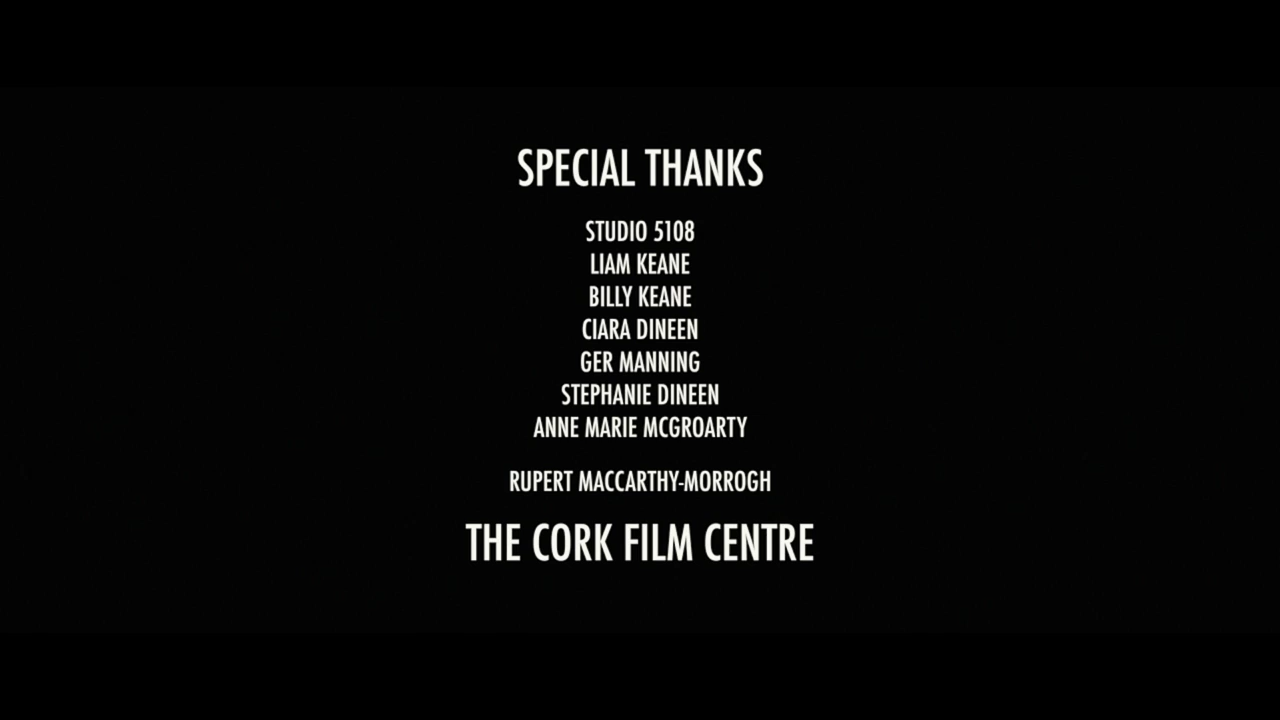 SPECIAL THANKS
STUDIO 5108
LIAM KEANE
BILLY KEANE
CIARA DINEEN
GER MANNING
STEPHANIE DINEEN
ANNE MARIE MCGROARTY
RUPERT MACCARTHY-MORROGH
THE CORK FILM CENTRE